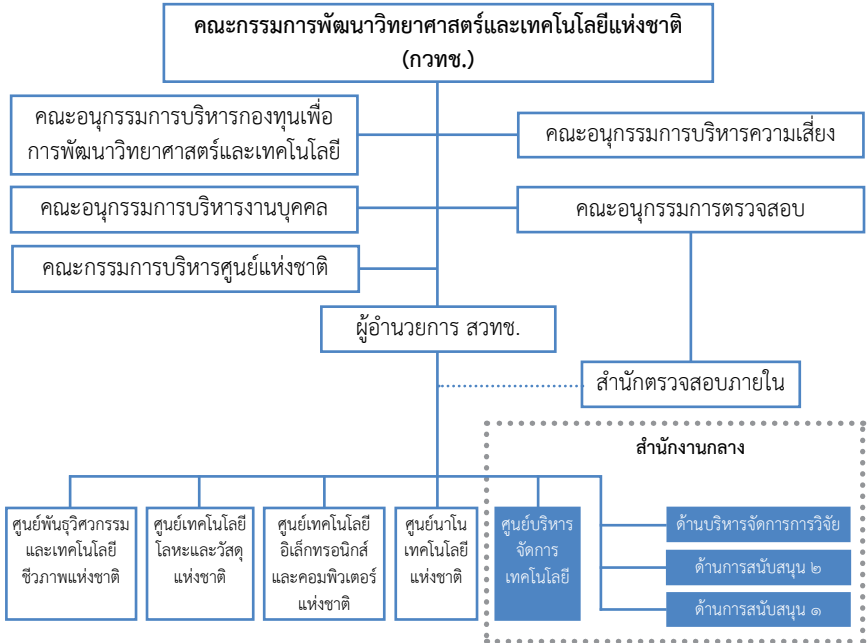 คณะกรรมการพัฒนาวิทยาศาสตร์และเทคโนโลยีแห่งชาติ
(กวทช.)
คณะอนุกรรมการบริหารกองทุนเพื่อ
การพัฒนาวิทยาศาสตร์และเทคโนโลยี
คณะอนุกรรมการบริหารความเสี่ยง
คณะอนุกรรมการบริหารงานบุคคล
คณะอนุกรรมการตรวจสอบ
คณะกรรมการบริหารศูนย์แห่งชาติ
ผู้อำนวยการ สวทช.
สำนักตรวจสอบภายใน
สำนักงานกลาง
ศูนย์พันธุวิศวกรรม
และเทคโนโลยี
ชีวภาพแห่งชาติ
ศูนย์เทคโนโลยี
โลหะและวัสดุ
แห่งชาติ
ศูนย์เทคโนโลยี
อิเล็กทรอนิกส์
และคอมพิวเตอร์
แห่งชาติ
ศูนย์นาโน
เทคโนโลยี
แห่งชาติ
ศูนย์บริหาร
จัดการ
เทคโนโลยี
ด้านบริหารจัดการการวิจัย
ด้านการสนับสนุน ๒
ด้านการสนับสนุน ๑